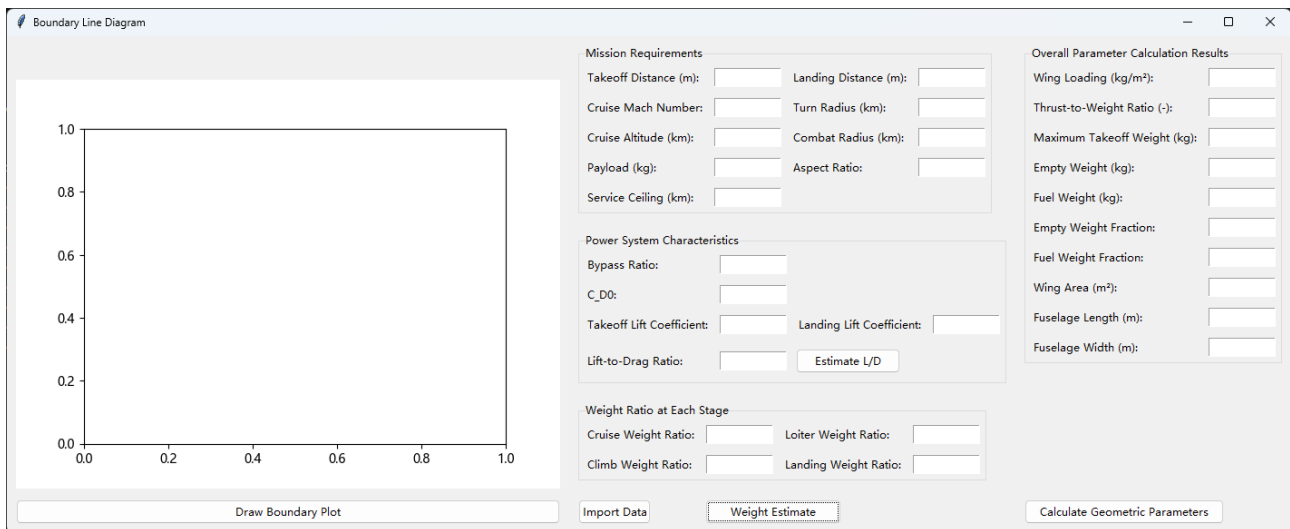 Boundary Line Diagram
1.0
0.8
0.6
0.4
0.2
0.0
0.0 0.2 0.4 0.6 0.8 1.0
Draw Boundary Plot
Mission Requirements
Takeoff Distance (m): Landing Distance (m):
Cruise Mach Number: Turn Radius (km):
Cruise Altitude (km): Combat Radius (km):
Payload (kg): Aspect Ratio:
Service Ceiling (km):
Power System Characteristics
Bypass Ratio:
C_D0:
Takeoff Lift Coefficient: Landing Lift Coefficient:
Lift-to-Drag Ratio: Estimate L/D
Weight Ratio at Each Stage
Cruise Weight Ratio: Loiter Weight Ratio:
Climb Weight Ratio: Landing Weight Ratio:
Import Data Weight Estimate
Overall Parameter Calculation Results
Wing Loading (kg/m²):
Thrust-to-Weight Ratio (-):
Maximum Takeoff Weight (kg):
Empty Weight (kg):
Fuel Weight (kg):
Empty Weight Fraction:
Fuel Weight Fraction:
Wing Area (m²):
Fuselage Length (m):
Fuselage Width (m):
Calculate Geometric Parameters